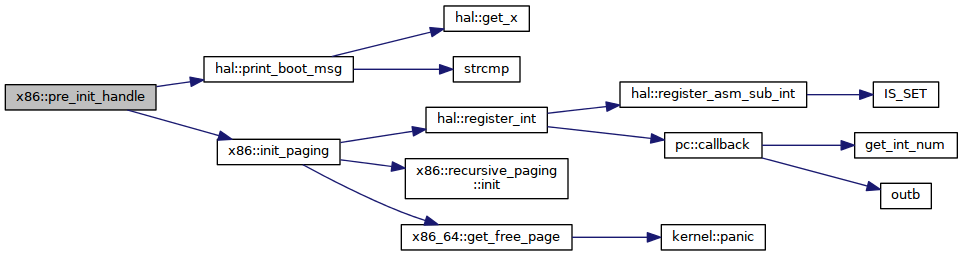 x86::pre_init_handle
hal::print_boot_msg
hal::get_x
strcmp
x86::init_paging
hal::register_int
hal::register_asm_sub_int
IS_SET
pc::callback
get_int_num
outb
x86::recursive_paging
::init
x86_64::get_free_page
kernel::panic